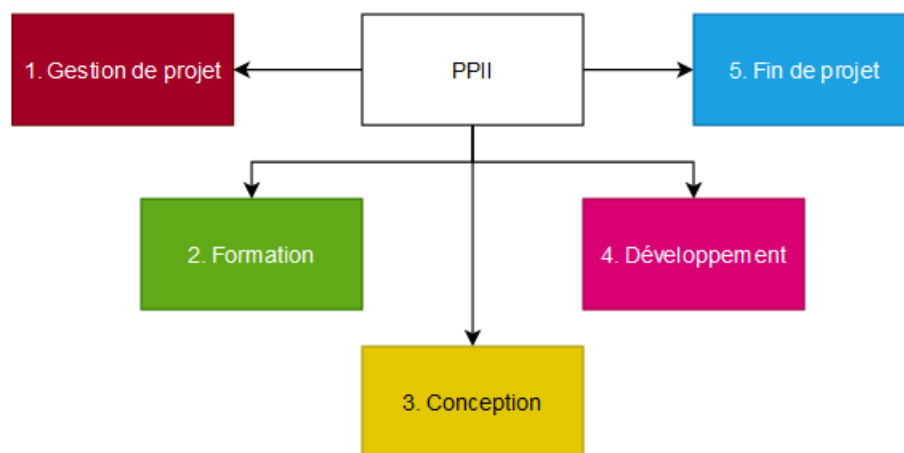 1. Gestion de projet
PPII
5. Fin de projet
2. Formation
4. Développement
3. Conception